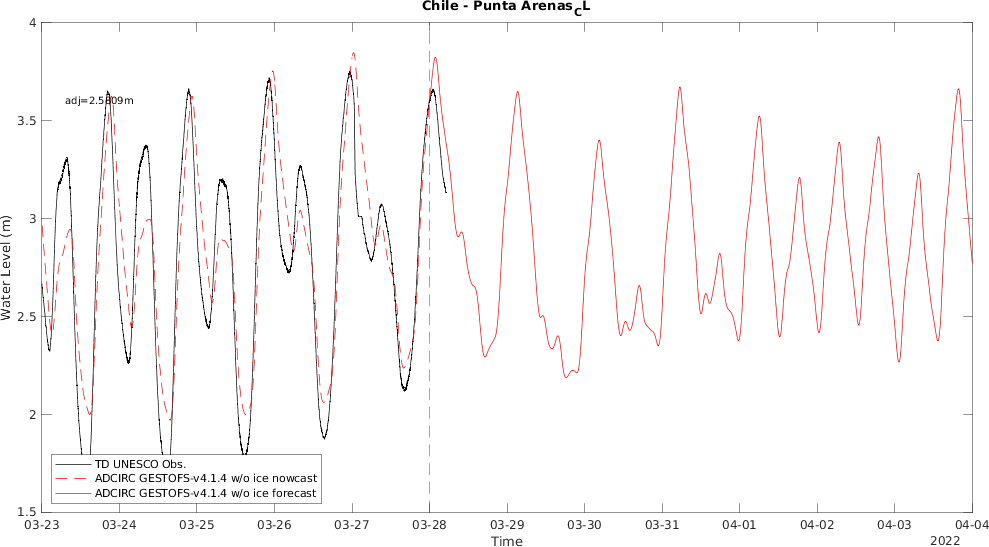 Chile - Punta Arenas_CL
Water Level (m)
4
3.5
3
2.5
2
1.5
adj=2.5809m
TD UNESCO Obs.
ADCIRC GESTOFS-v4.1.4 w/o ice nowcast
ADCIRC GESTOFS-v4.1.4 w/o ice forecast
03-23 03-24 03-25 03-26 03-27 03-28 03-29 03-30 03-31 04-01 04-02 04-03 04-04
Time
2022